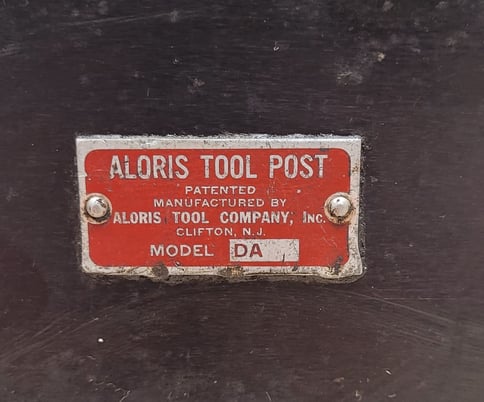 ALORIS TOOL POST
PATENTED
MANUFACTURED BY
ALORIS TOOL COMPANY, Inc.
CLIFTON, N.J.
MODEL DA